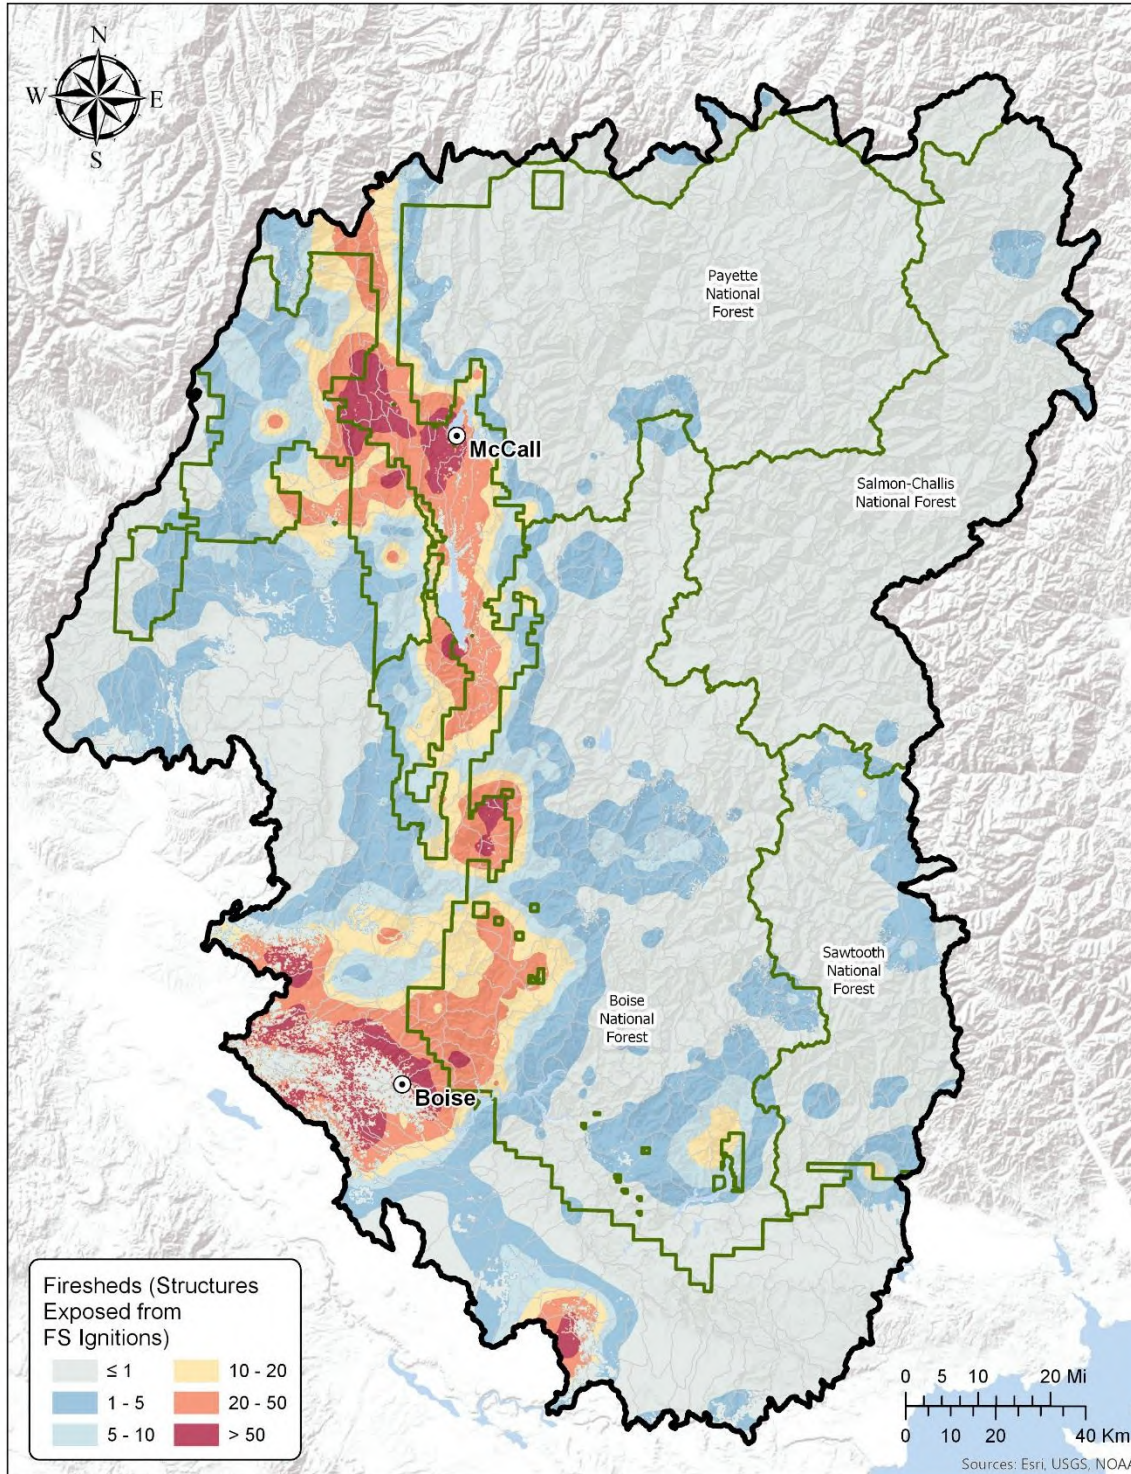 N
W
E
S
Payette
National
Forest
McCall
Salmon-Challis
National Forest
Sawtooth
National
Forest
Boise
National
Forest
Boise
Firesheds (Structures
Exposed from
FS Ignitions)
≤ 1
10 - 20
1 - 5
20 - 50
5 - 10
> 50
0 5 10 20 Mi
0 10 20 40 Km
Sources: Esri, USGS, NOAA